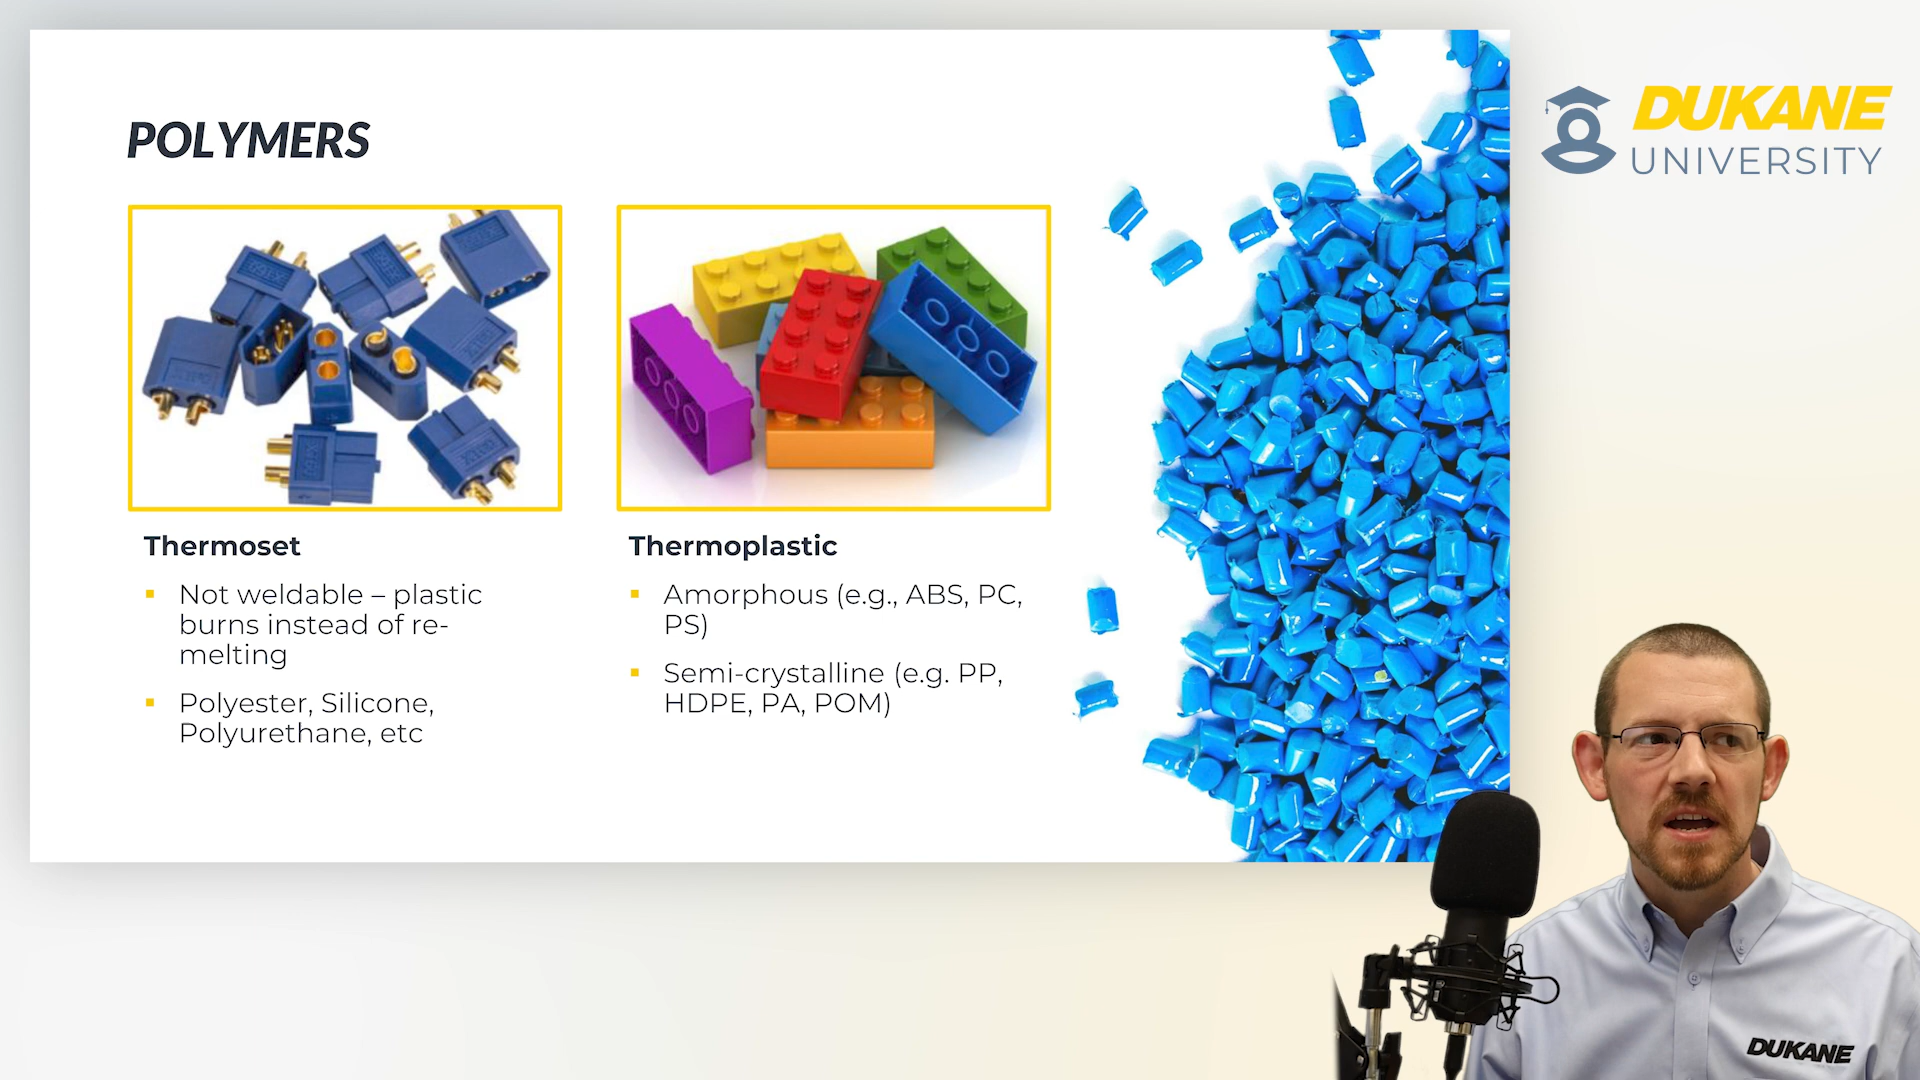 POLYMERS
Thermoset
▪ Not weldable – plastic
burns instead of re-
melting
▪ Polyester, Silicone,
Polyurethane, etc
Thermoplastic
▪ Amorphous (e.g., ABS, PC,
PS)
▪ Semi-crystalline (e.g. PP,
HDPE, PA, POM)
DUKANE
UNIVERSITY
DUKANE